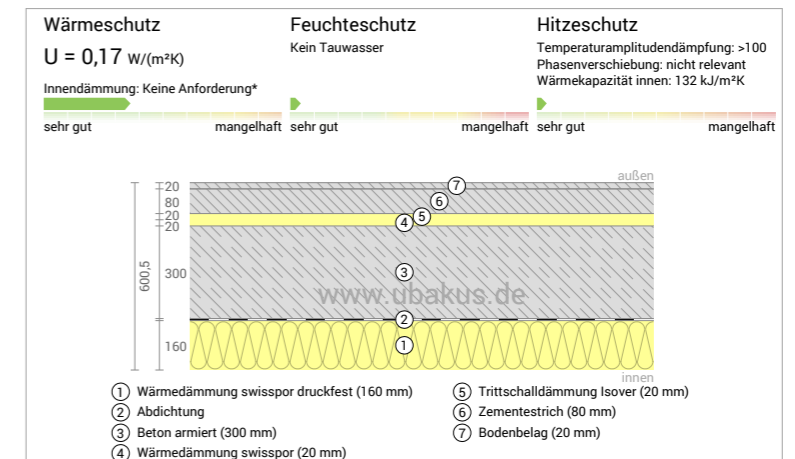 Wärmeschutz
U = 0,17 W/(m²K)
Innendämmung: Keine Anforderung*
sehr gut mangelhaft
Feuchteschutz
Kein Tauwasser
sehr gut mangelhaft
Hitzeschutz
Temperaturamplitudendämpfung: >100
Phasenverschiebung: nicht relevant
Wärmekapazität innen: 132 kJ/m²K
sehr gut mangelhaft
außen
20
80
20
20
300
160
600,5
7
6
5
4
3
2
1
www.ubakus.de
innen
1 Wärmedämmung swisspor druckfest (160 mm)
2 Abdichtung
3 Beton armiert (300 mm)
4 Wärmedämmung swisspor (20 mm)
5 Trittschalldämmung Isover (20 mm)
6 Zementestrich (80 mm)
7 Bodenbelag (20 mm)